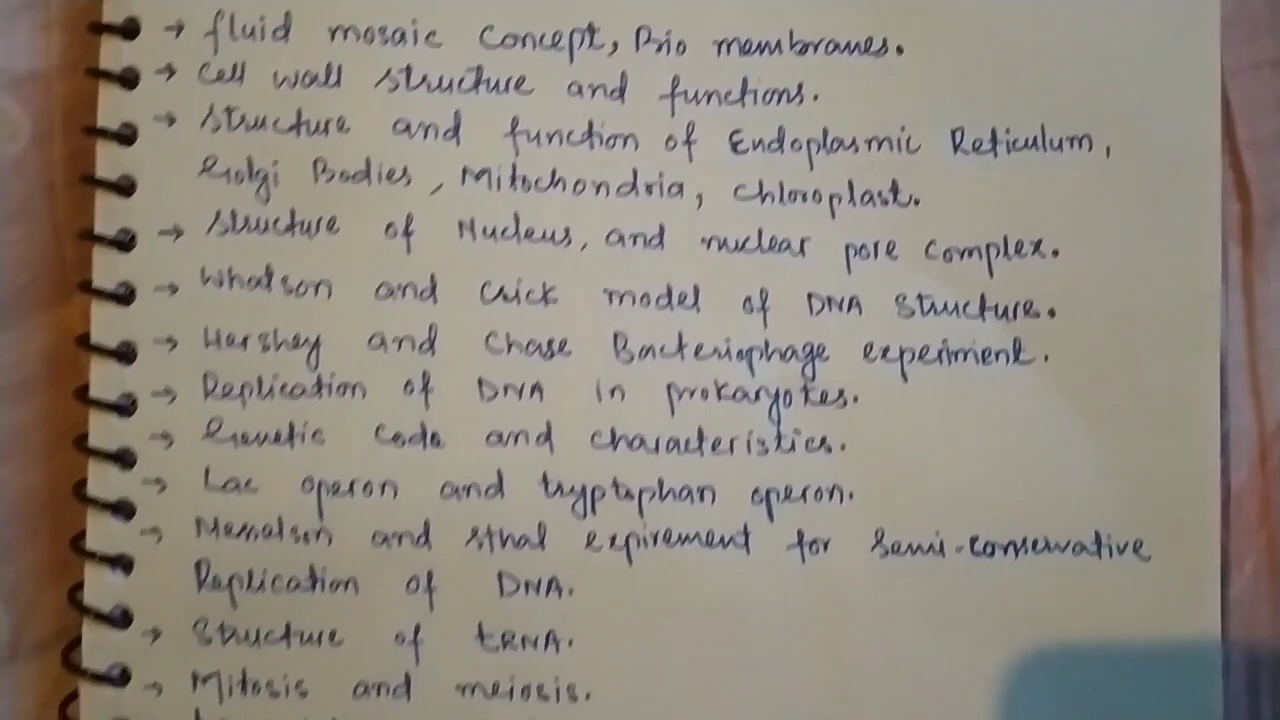 → fluid mosaic concept, Bio membranes.
→ Cell wall structure and functions.
→ Structure and function of Endoplasmic Reticulum,
Golgi Bodies, Mitochondria, Chloroplast.
→ Structure of Nucleus, and nuclear pore complex.
→ Whatson and Crick model of DNA structure.
→ Hershey and Chase Bacteriophage experiment.
→ Replication of DNA in prokaryotes.
→ Genetic Code and characteristics.
→ Lac operon and tryptophan operon.
→ and sthal expirement for Semi-conservative
Replication of DNA.
→ Structure of tRNA.
→ Mitosis and meiosis.